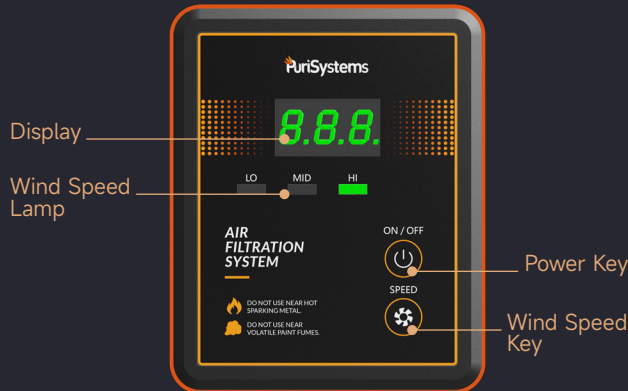 PuriSystems
8.8.8.
Display
LO MID HI
Wind Speed
Lamp
AIR
FILTRATION
SYSTEM
ON / OFF
Power Key
SPEED
DO NOT USE NEAR HOT
SPARKING METAL.
DO NOT USE NEAR
VOLATILE PAINT FUMES.
Wind Speed
Key